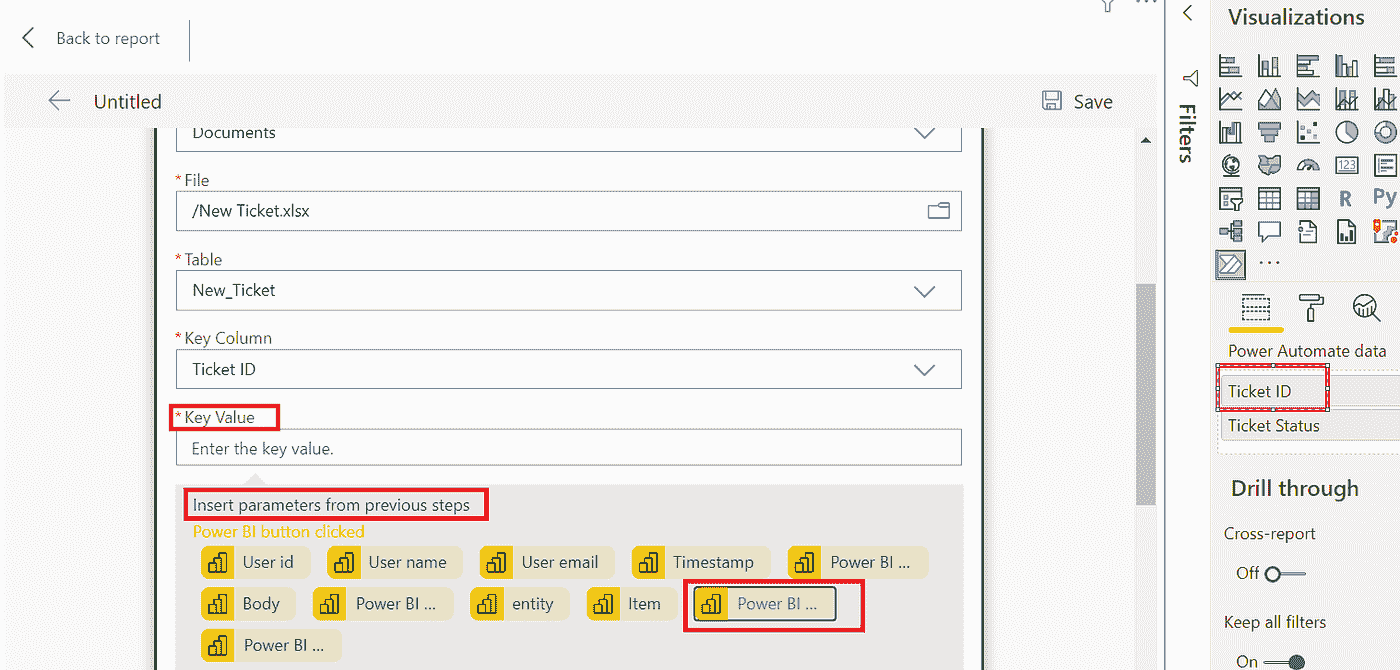 Back to report
Untitled
Save
Documents
* File
/New Ticket.xlsx
* Table
New_Ticket
* Key Column
Ticket ID
* Key Value
Enter the key value.
Insert parameters from previous steps
Power BI button clicked
User id
User name
User email
Timestamp
Power BI ...
Body
Power BI ...
entity
Item
Power BI ...
Power BI ...
Filters
Visualizations
123
R
Py
Power Automate data
Ticket ID
Ticket Status
Drill through
Cross-report
Off
Keep all filters
On